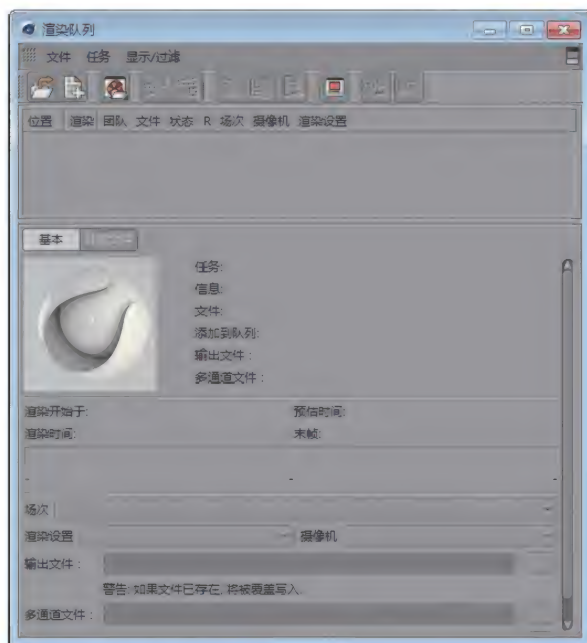 渲染队列
文件 任务 显示/过滤
位置 渲染 团队 文件 状态 R 场次 摄像机 渲染设置
基本
任务:
信息:
文件:
添加到队列:
输出文件:
多通道文件:
渲染开始于: 预估时间:
渲染时间: 末帧:
- - -
场次
渲染设置 摄像机
输出文件:
警告: 如果文件已存在, 将被覆盖写入.
多通道文件: